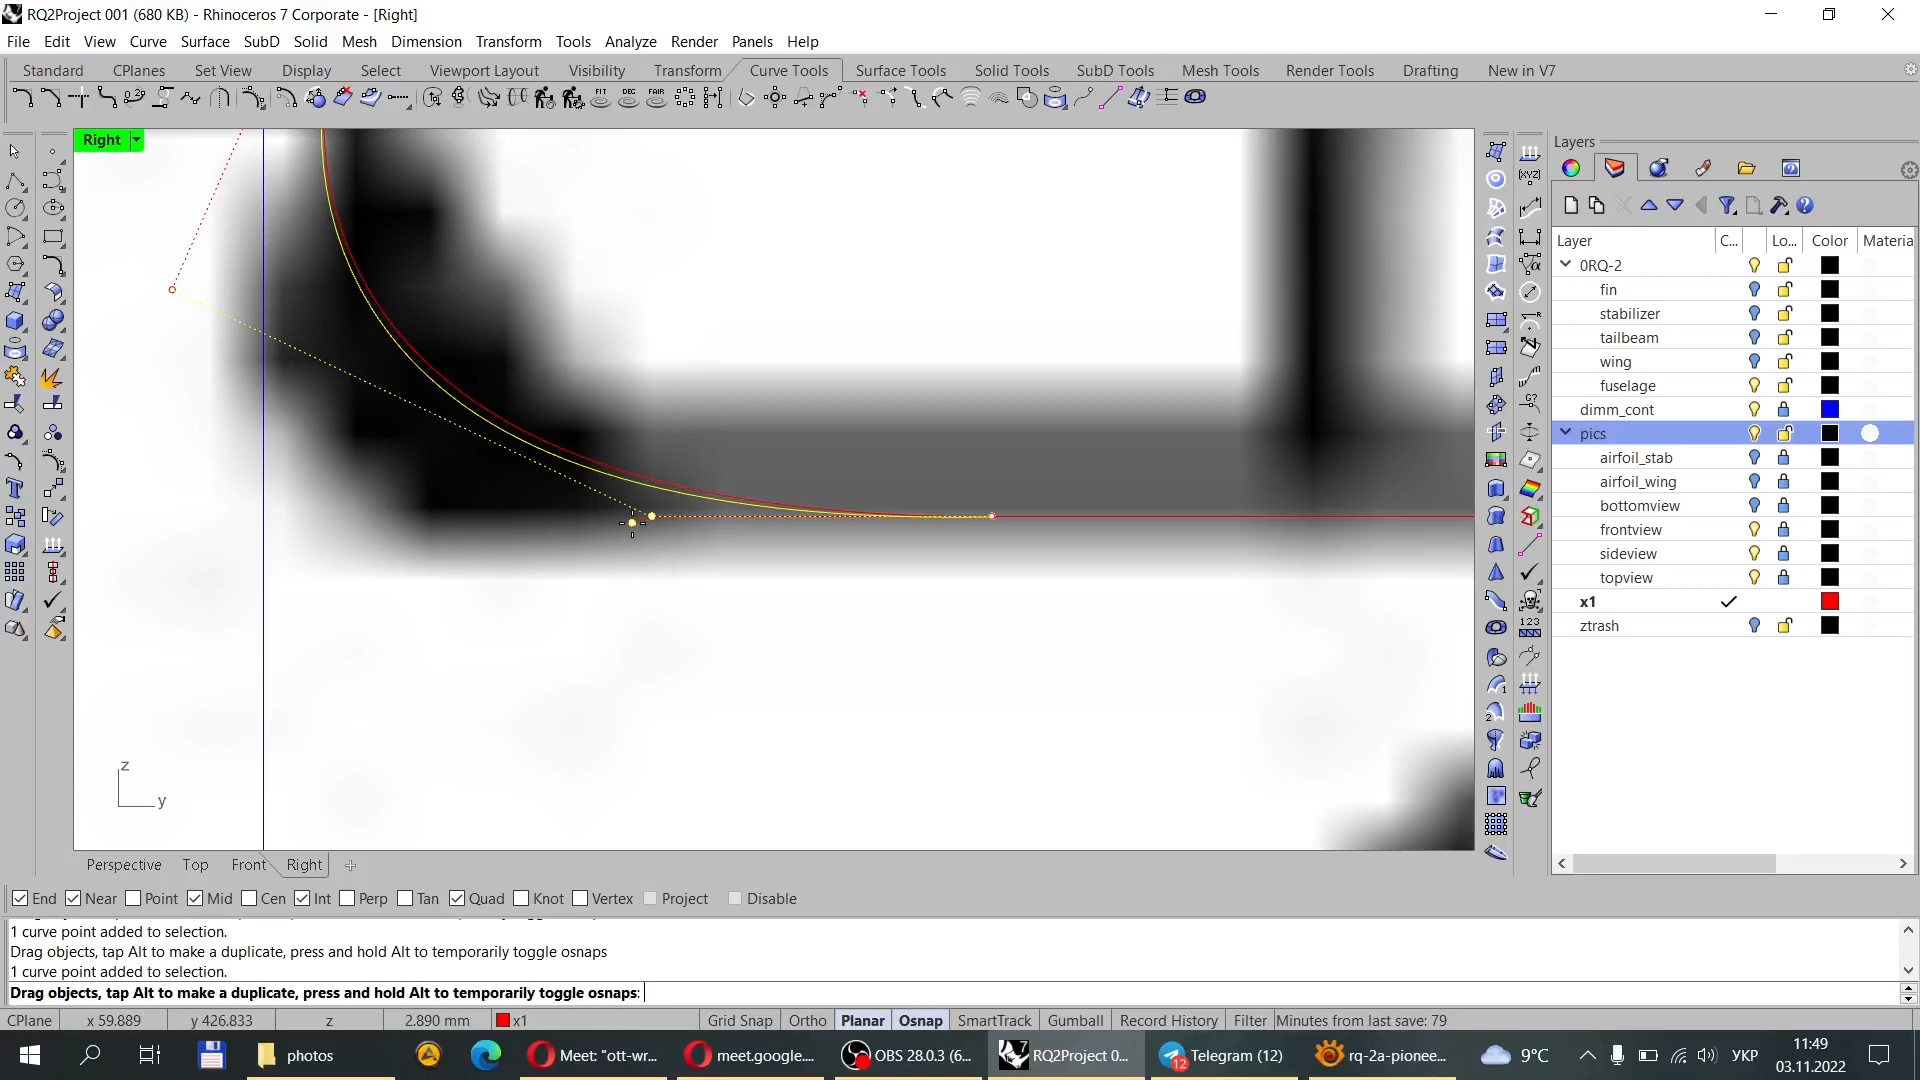 RQ2Project 001 (680 KB) - Rhinoceros 7 Corporate - [Right]
File Edit View Curve Surface SubD Solid Mesh Dimension Transform Tools Analyze Render Panels Help
Standard CPlanes Set View Display Select Viewport Layout Visibility Transform Curve Tools Surface Tools Solid Tools SubD Tools Mesh Tools Render Tools Drafting New in V7
FIT DEG FAIR
Right
Layers
Layer C... Lo... Color Materia
0RQ-2
fin
stabilizer
tailbeam
wing
fuselage
dimm_cont
pics
airfoil_stab
airfoil_wing
bottomview
frontview
sideview
topview
x1
ztrash
z
y
Perspective Top Front Right
End Near Point Mid Cen Int Perp Tan Quad Knot Vertex Project Disable
1 curve point added to selection.
Drag objects, tap Alt to make a duplicate, press and hold Alt to temporarily toggle osnaps
1 curve point added to selection.
Drag objects, tap Alt to make a duplicate, press and hold Alt to temporarily toggle osnaps:
CPlane x 59.889 y 426.833 z 2.890 mm x1 Grid Snap Ortho Planar Osnap SmartTrack Gumball Record History Filter Minutes from last save: 79
photos Meet: "ott-wr... meet.google.... OBS 28.0.3 (6... RQ2Project 0... 12 Telegram (12) rq-2a-pionee... 9°C УКР 11:49
03.11.2022